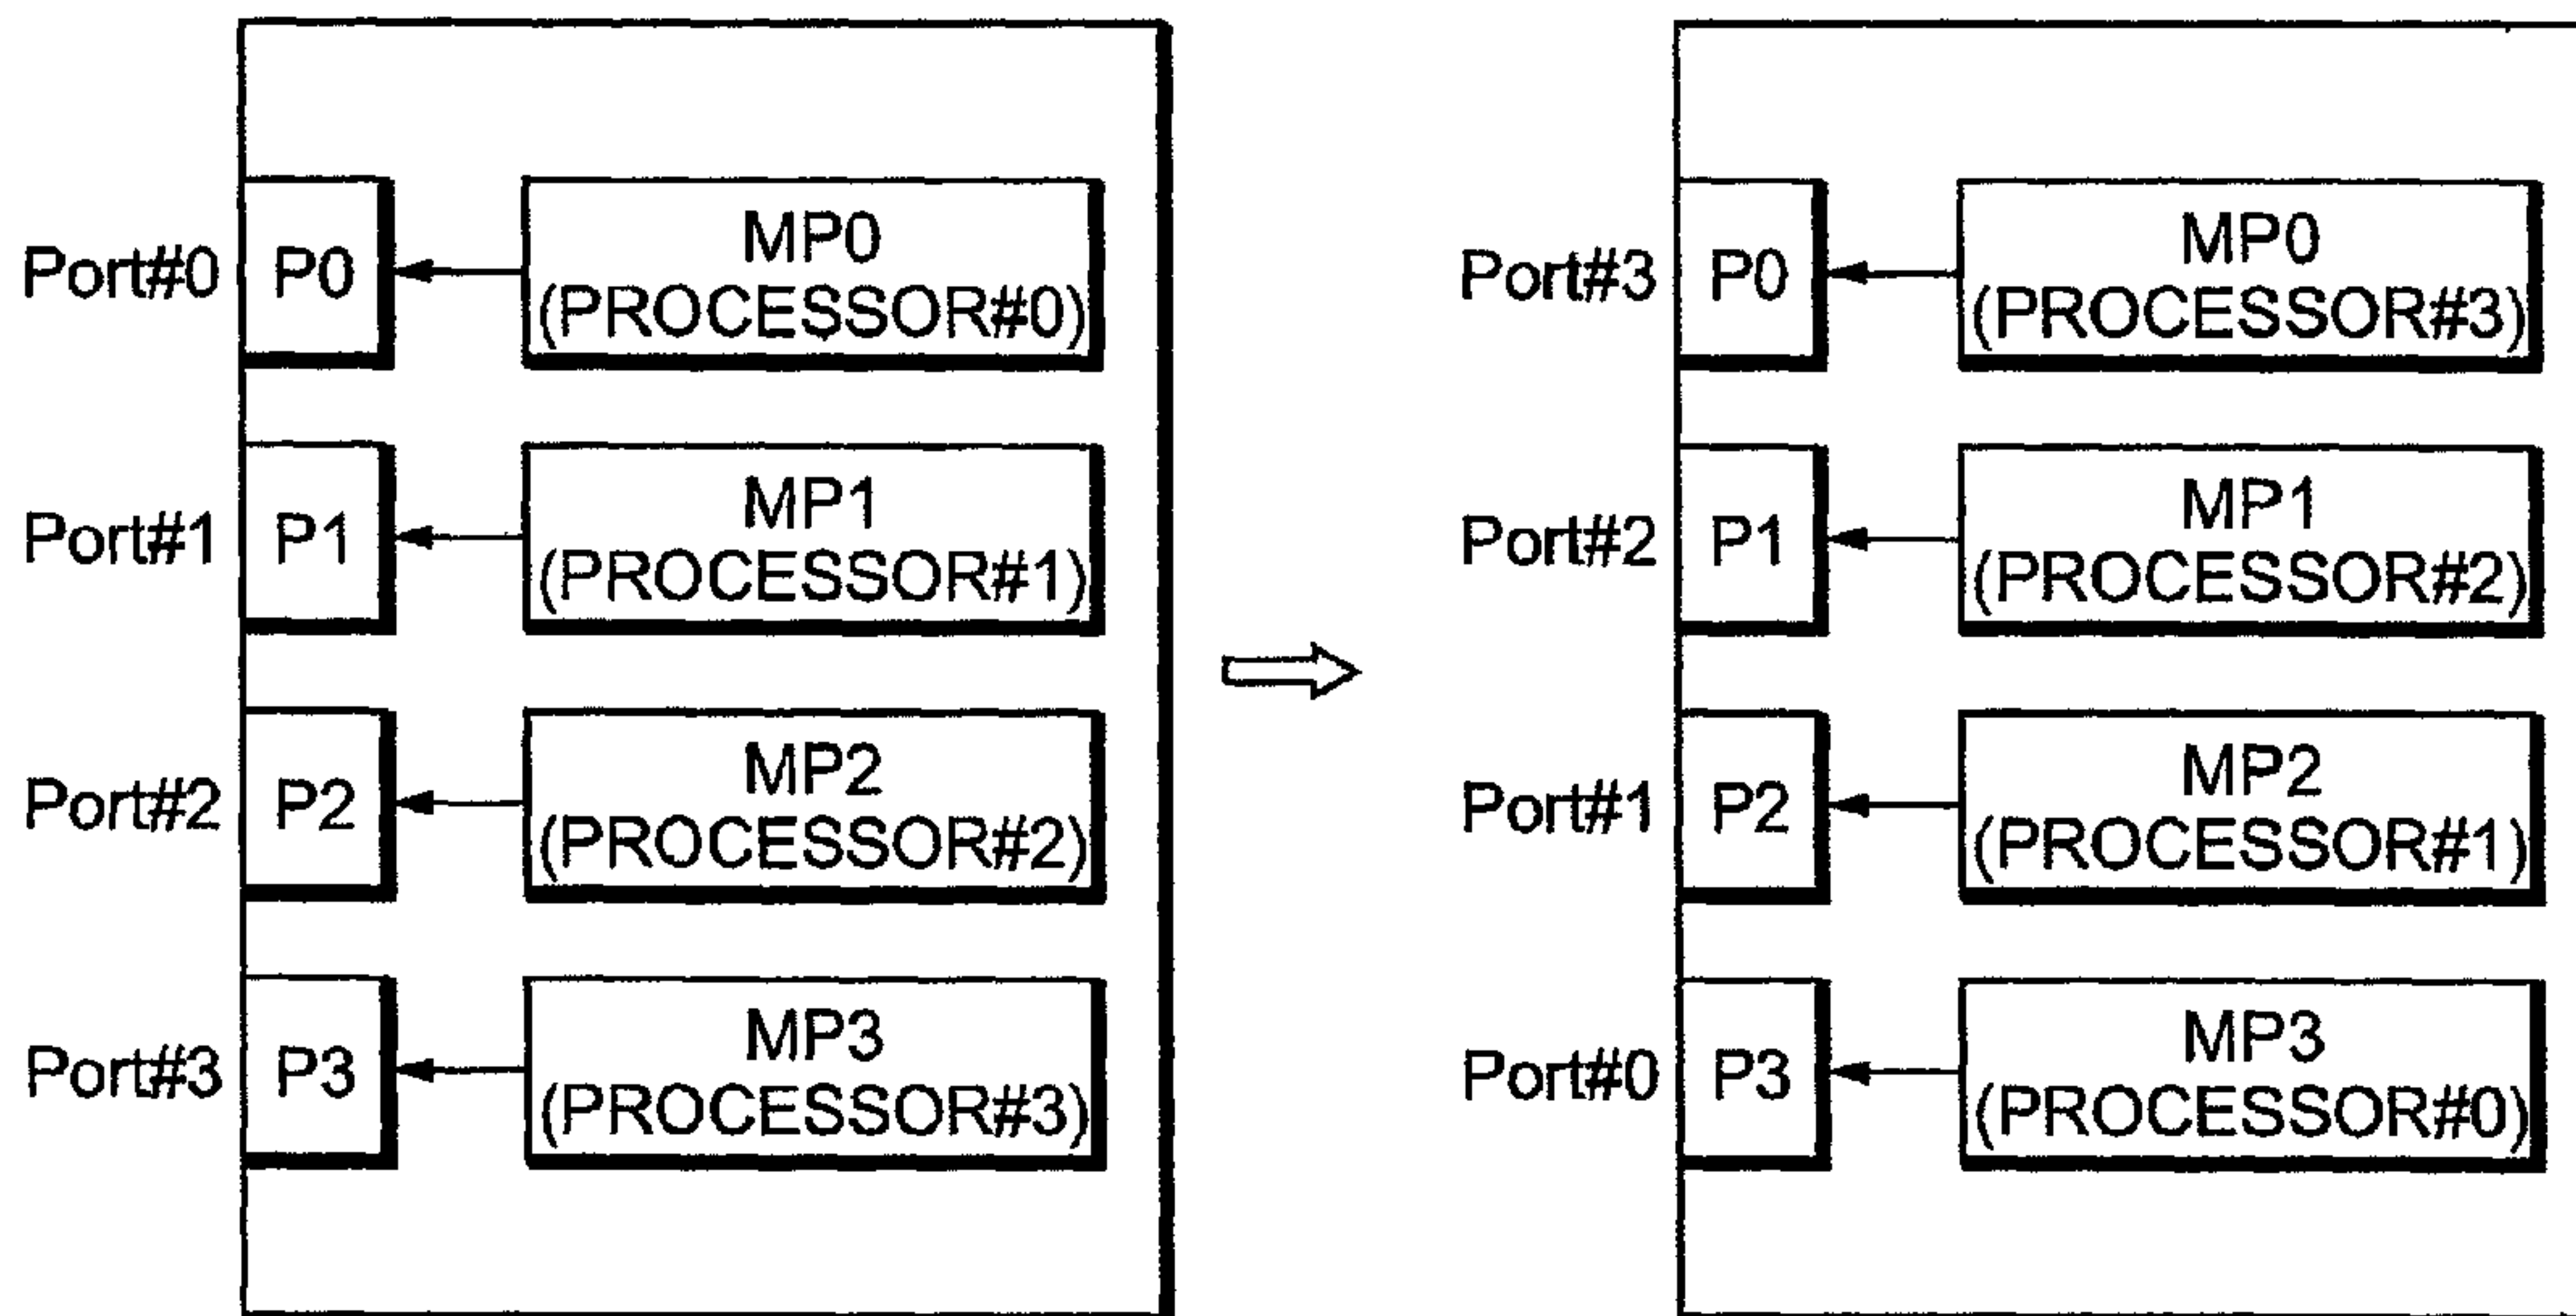 Port#0 P0 MP0
(PROCESSOR#0)
Port#1 P1 MP1
(PROCESSOR#1)
Port#2 P2 MP2
(PROCESSOR#2)
Port#3 P3 MP3
(PROCESSOR#3)
Port#3 P0 MP0
(PROCESSOR#3)
Port#2 P1 MP1
(PROCESSOR#2)
Port#1 P2 MP2
(PROCESSOR#1)
Port#0 P3 MP3
(PROCESSOR#0)